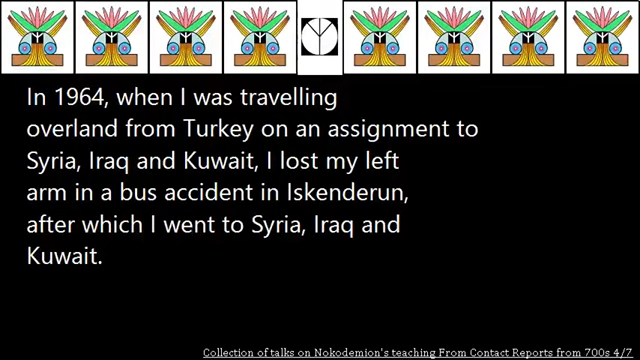 In 1964, when I was travelling
overland from Turkey on an assignment to
Syria, Iraq and Kuwait, I lost my left
arm in a bus accident in Iskenderun,
after which I went to Syria, Iraq and
Kuwait.
Collection of talks on Nokodemion's teaching From Contact Reports from 700s 4/7